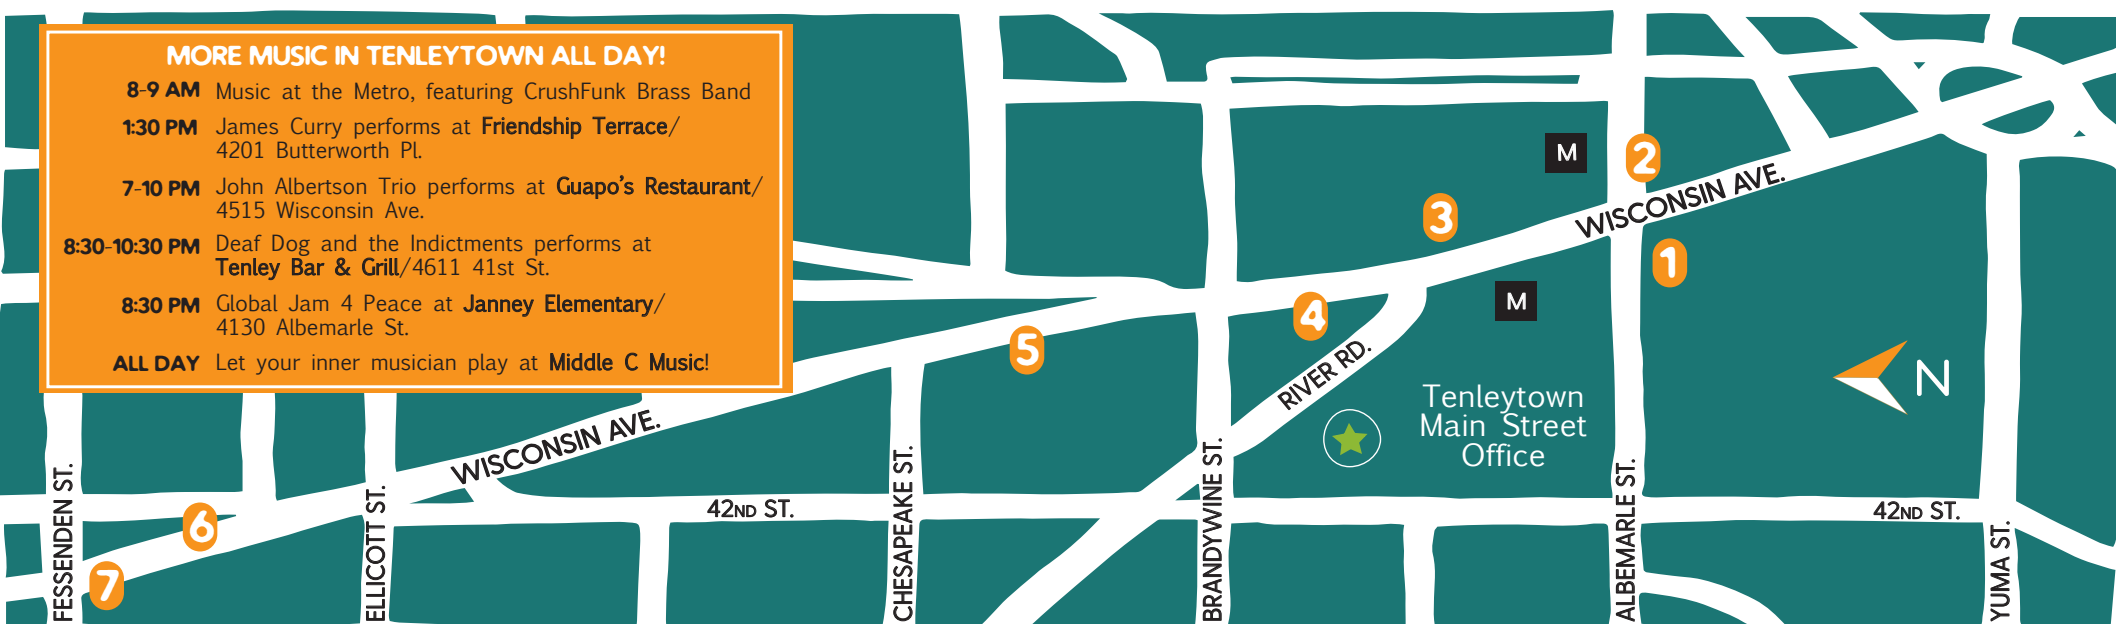 MORE MUSIC IN TENLEYTOWN ALL DAY!
8-9 AM Music at the Metro, featuring CrushFunk Brass Band
1:30 PM James Curry performs at Friendship Terrace/
4201 Butterworth Pl.
7-10 PM John Albertson Trio performs at Guapo's Restaurant/
4515 Wisconsin Ave.
8:30-10:30 PM Deaf Dog and the Indictments performs at
Tenley Bar & Grill/4611 41st St.
8:30 PM Global Jam 4 Peace at Janney Elementary/
4130 Albemarle St.
ALL DAY Let your inner musician play at Middle C Music!
M
2
WISCONSIN AVE.
3
1
M
4
5
RIVER RD.
N
Tenleytown
Main Street
Office
WISCONSIN AVE.
42ND ST.
42ND ST.
6
7
FESSENDEN ST.
ELLICOTT ST.
CHESAPEAKE ST.
BRANDYWINE ST.
ALBEMARLE ST.
YUMA ST.